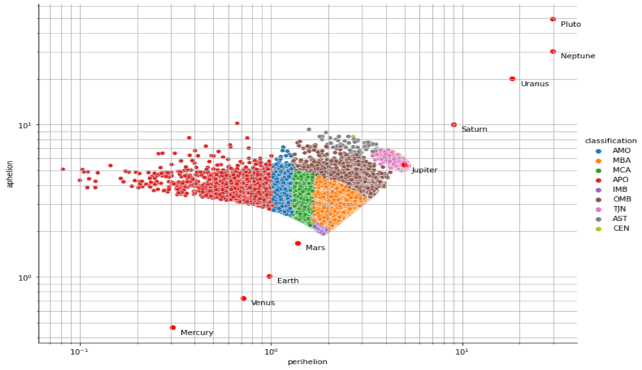 Pluto
Neptune
Uranus
10¹
Saturn
classification
AMO
MBA
MCA
APO
IMB
OMB
TJN
AST
CEN
aphelion
Jupiter
Mars
10⁰
Earth
Venus
Mercury
10⁻¹ 10⁰ 10¹
perihelion